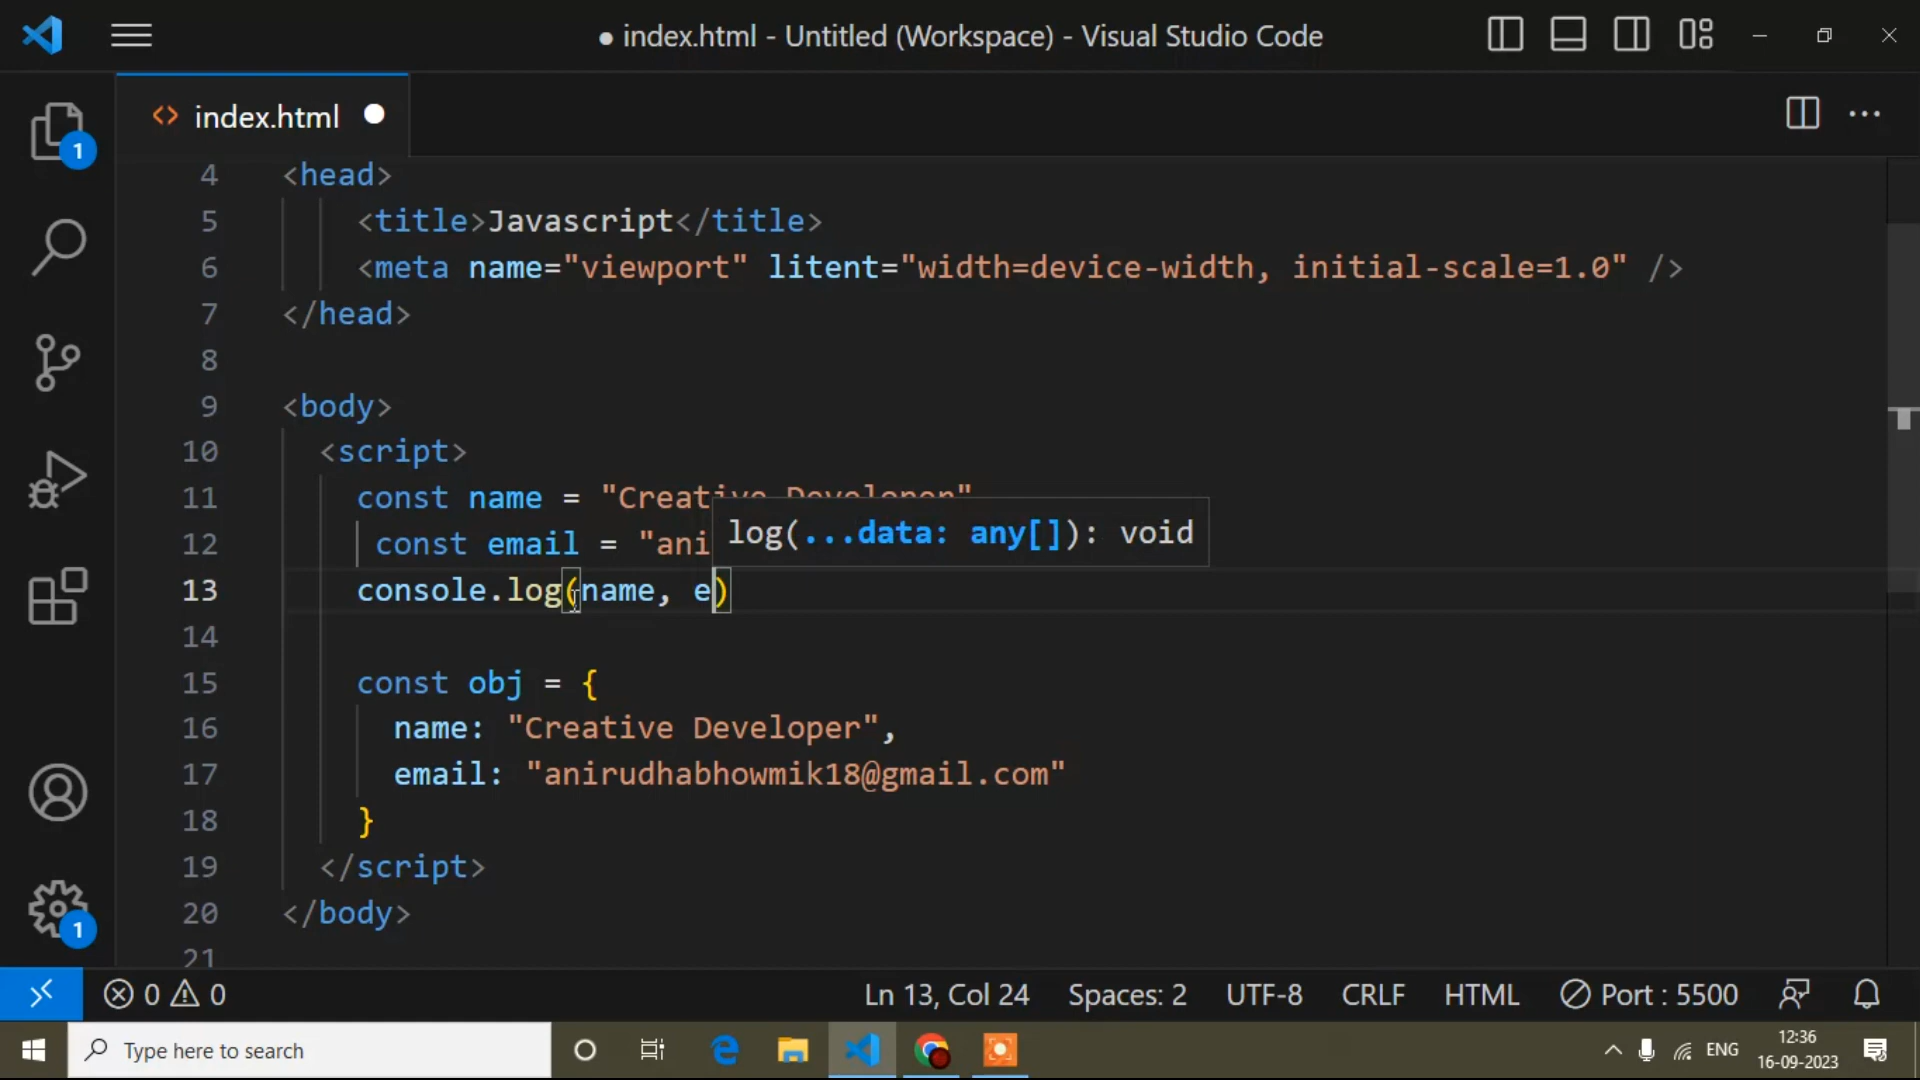 ● index.html - Untitled (Workspace) - Visual Studio Code
index.html
1
4 <head>
5 <title>Javascript</title>
6 <meta name="viewport" litent="width=device-width, initial-scale=1.0" />
7 </head>
8
9 <body>
10 <script>
11 const name = "Creative Developer"
12 const email = "ani
log(...data: any[]): void
13 console.log(name, e)
14
15 const obj = {
16 name: "Creative Developer",
17 email: "anirudhabhowmik18@gmail.com"
18 }
19 </script>
20 </body>
21
1
0 0 Ln 13, Col 24 Spaces: 2 UTF-8 CRLF HTML Port : 5500
Type here to search
ENG
12:36
16-09-2023